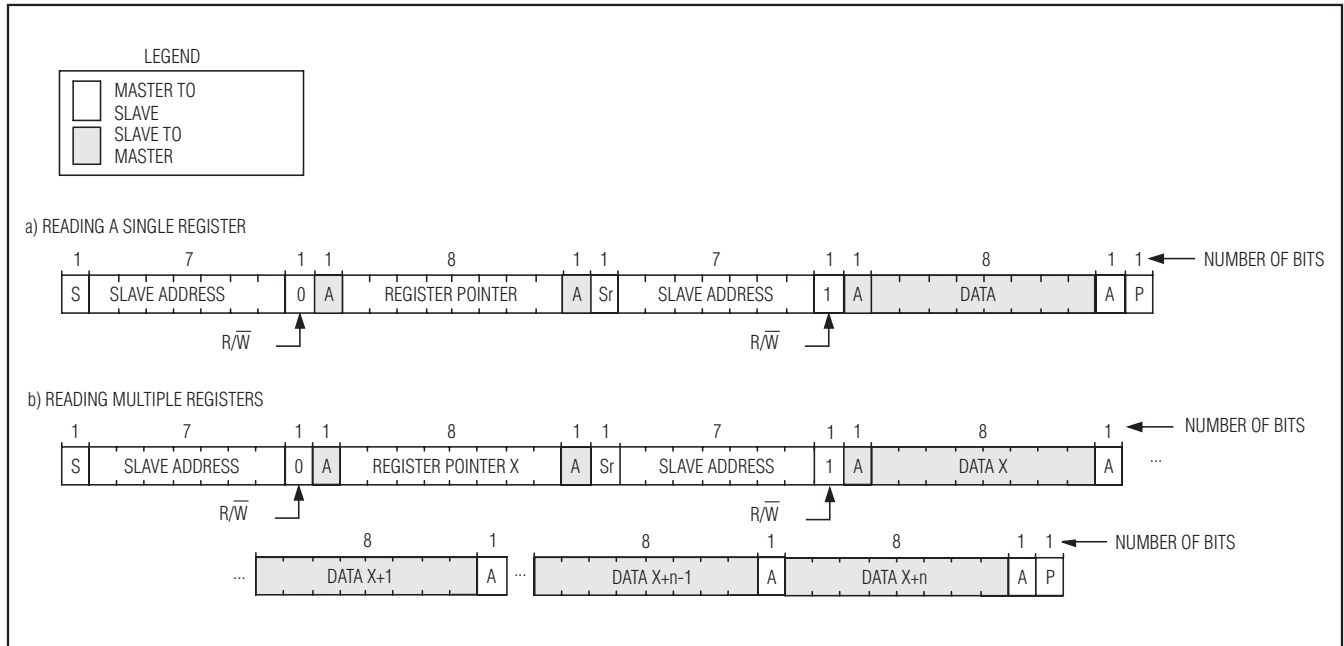 LEGEND
MASTER TO
SLAVE
SLAVE TO
MASTER
a) READING A SINGLE REGISTER
1 7 1 1 8 1 1 7 1 1 8 1 1 NUMBER OF BITS
S SLAVE ADDRESS 0 A REGISTER POINTER A Sr SLAVE ADDRESS 1 A DATA A P
R/W̅ R/W̅
b) READING MULTIPLE REGISTERS
1 7 1 1 8 1 1 7 1 1 8 1 NUMBER OF BITS
S SLAVE ADDRESS 0 A REGISTER POINTER X A Sr SLAVE ADDRESS 1 A DATA X A ...
R/W̅ R/W̅
8 1 8 1 8 1 1 NUMBER OF BITS
... DATA X+1 A ... DATA X+n-1 A DATA X+n A P